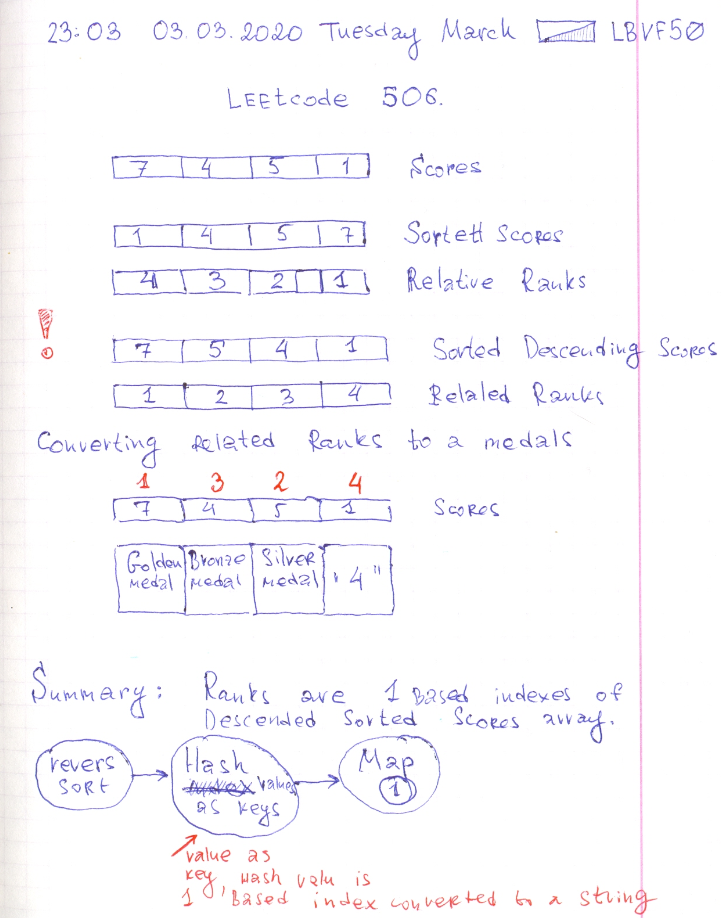 23:03 03.03.2020 Tuesday March LBVF50
LEEtcode 506.
7 4 5 1 Scores
1 4 5 7 Sortett Scores
4 3 2 1 Relative Ranks
!
7 5 4 1 Sorted Descending Scores
1 2 3 4 Relaled Ranks
Converting Related Ranks to a medals
1 3 2 4
7 4 5 1 Scores
Golden Bronze Silver
medal medal medal "4"
Summary: Ranks are 1 Based indexes of
Descended Sorted Scores array.
revers Hash Map
SORT values 1
as keys
value as
key, Hash valu is
1 Based index converted to a string